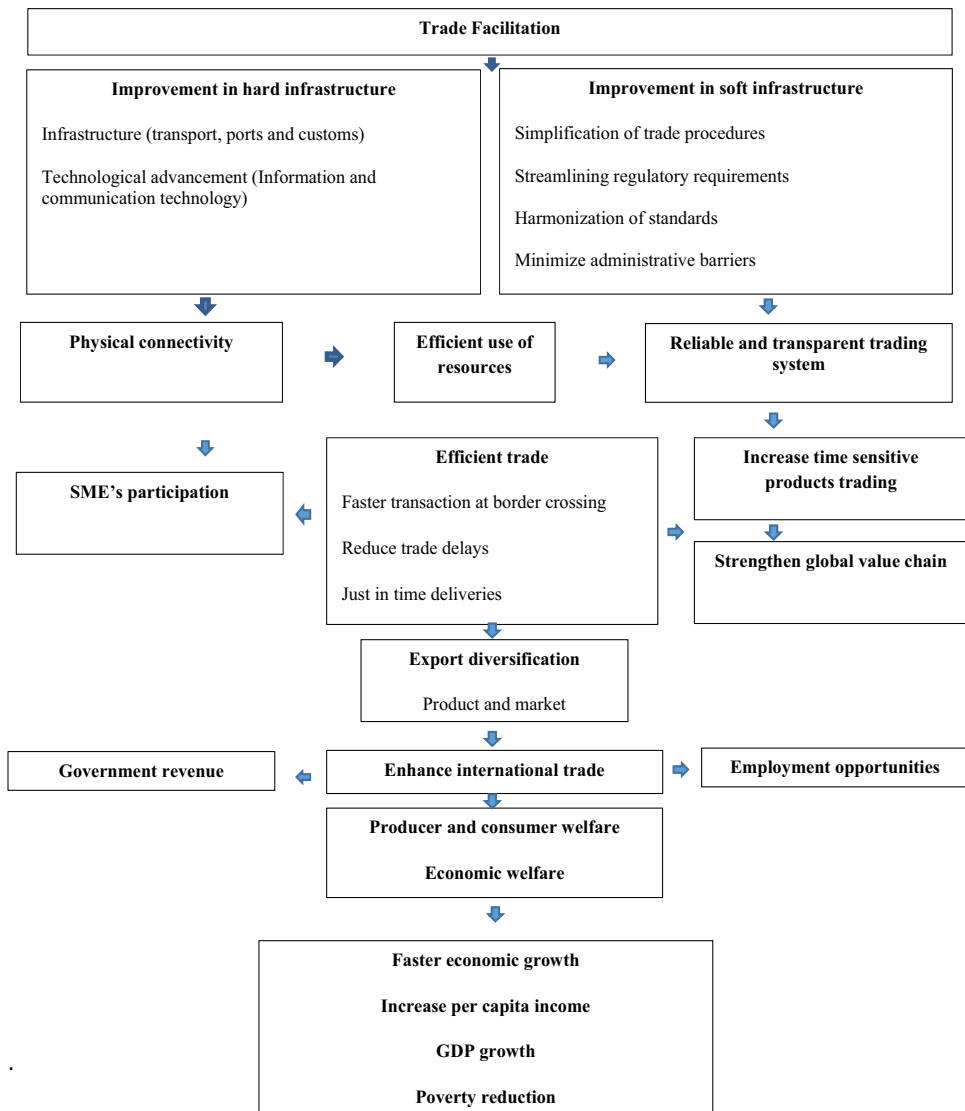 Trade Facilitation
Improvement in hard infrastructure
Infrastructure (transport, ports and customs)
Technological advancement (Information and
communication technology)
Improvement in soft infrastructure
Simplification of trade procedures
Streamlining regulatory requirements
Harmonization of standards
Minimize administrative barriers
Physical connectivity
Efficient use of
resources
Reliable and transparent trading
system
SME’s participation
Efficient trade
Faster transaction at border crossing
Reduce trade delays
Just in time deliveries
Increase time sensitive
products trading
Strengthen global value chain
Export diversification
Product and market
Government revenue
Enhance international trade
Employment opportunities
Producer and consumer welfare
Economic welfare
Faster economic growth
Increase per capita income
GDP growth
.
Poverty reduction